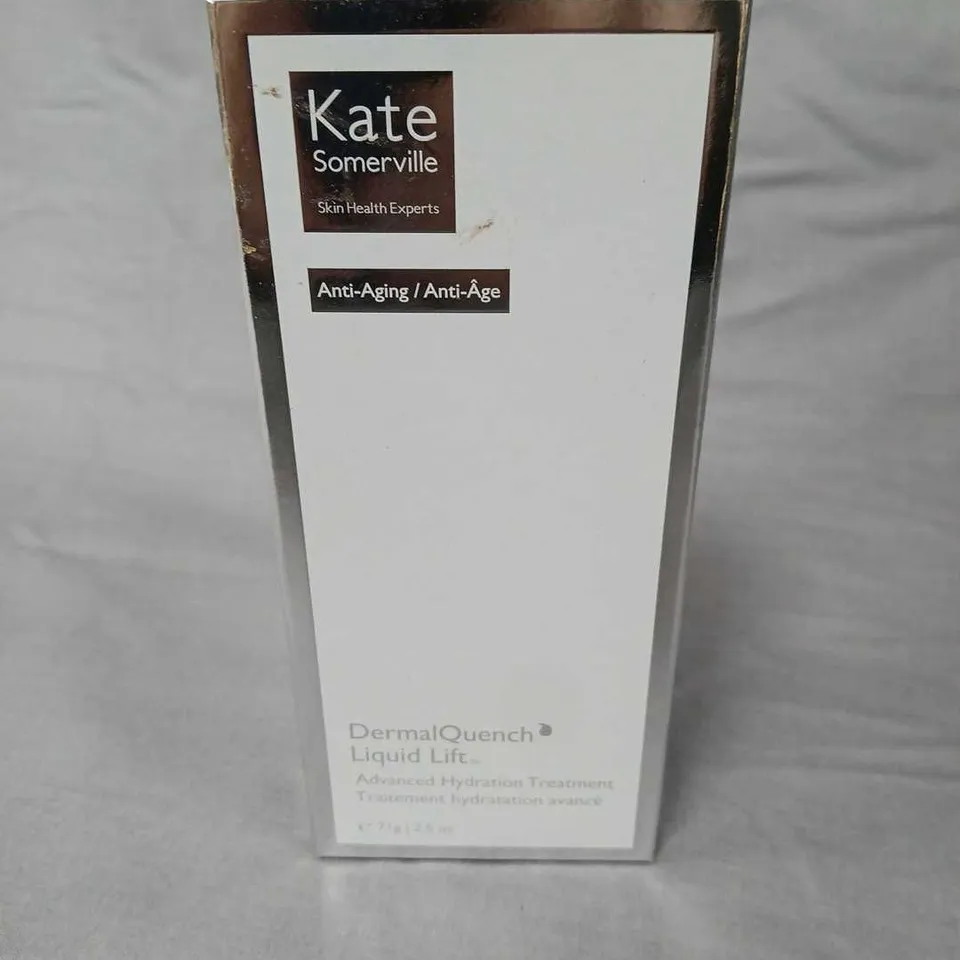 Kate
Somerville
Skin Health Experts
Anti-Aging / Anti-Âge
DermalQuench
Liquid Lift
Advanced Hydration Treatment
Traitement hydratation avancé